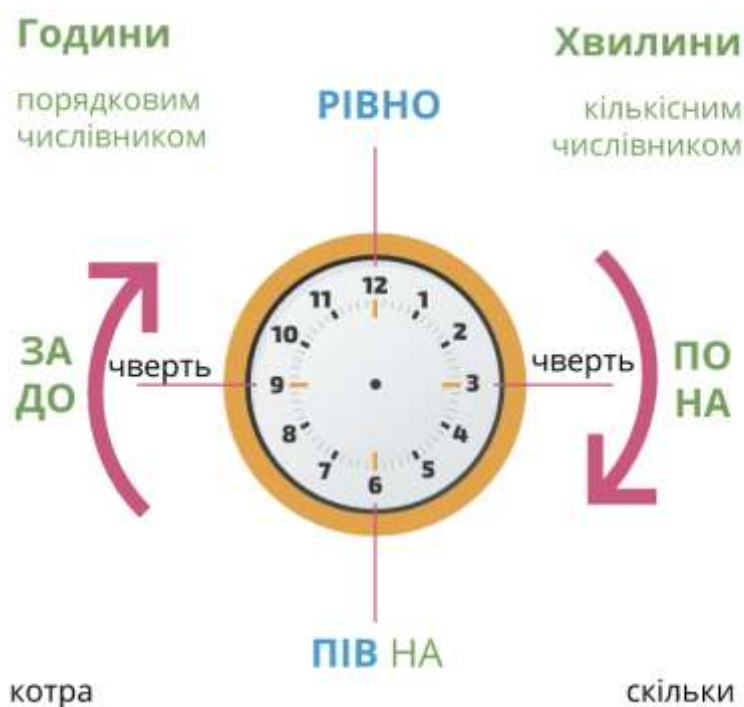 Години
Хвилини
порядковим
числівником
РІВНО
кількісним
числівником
12
11
1
10
2
ЗА
ДО
чверть
9
3
чверть
ПО
НА
8
4
7
5
6
ПІВ НА
котра
скільки